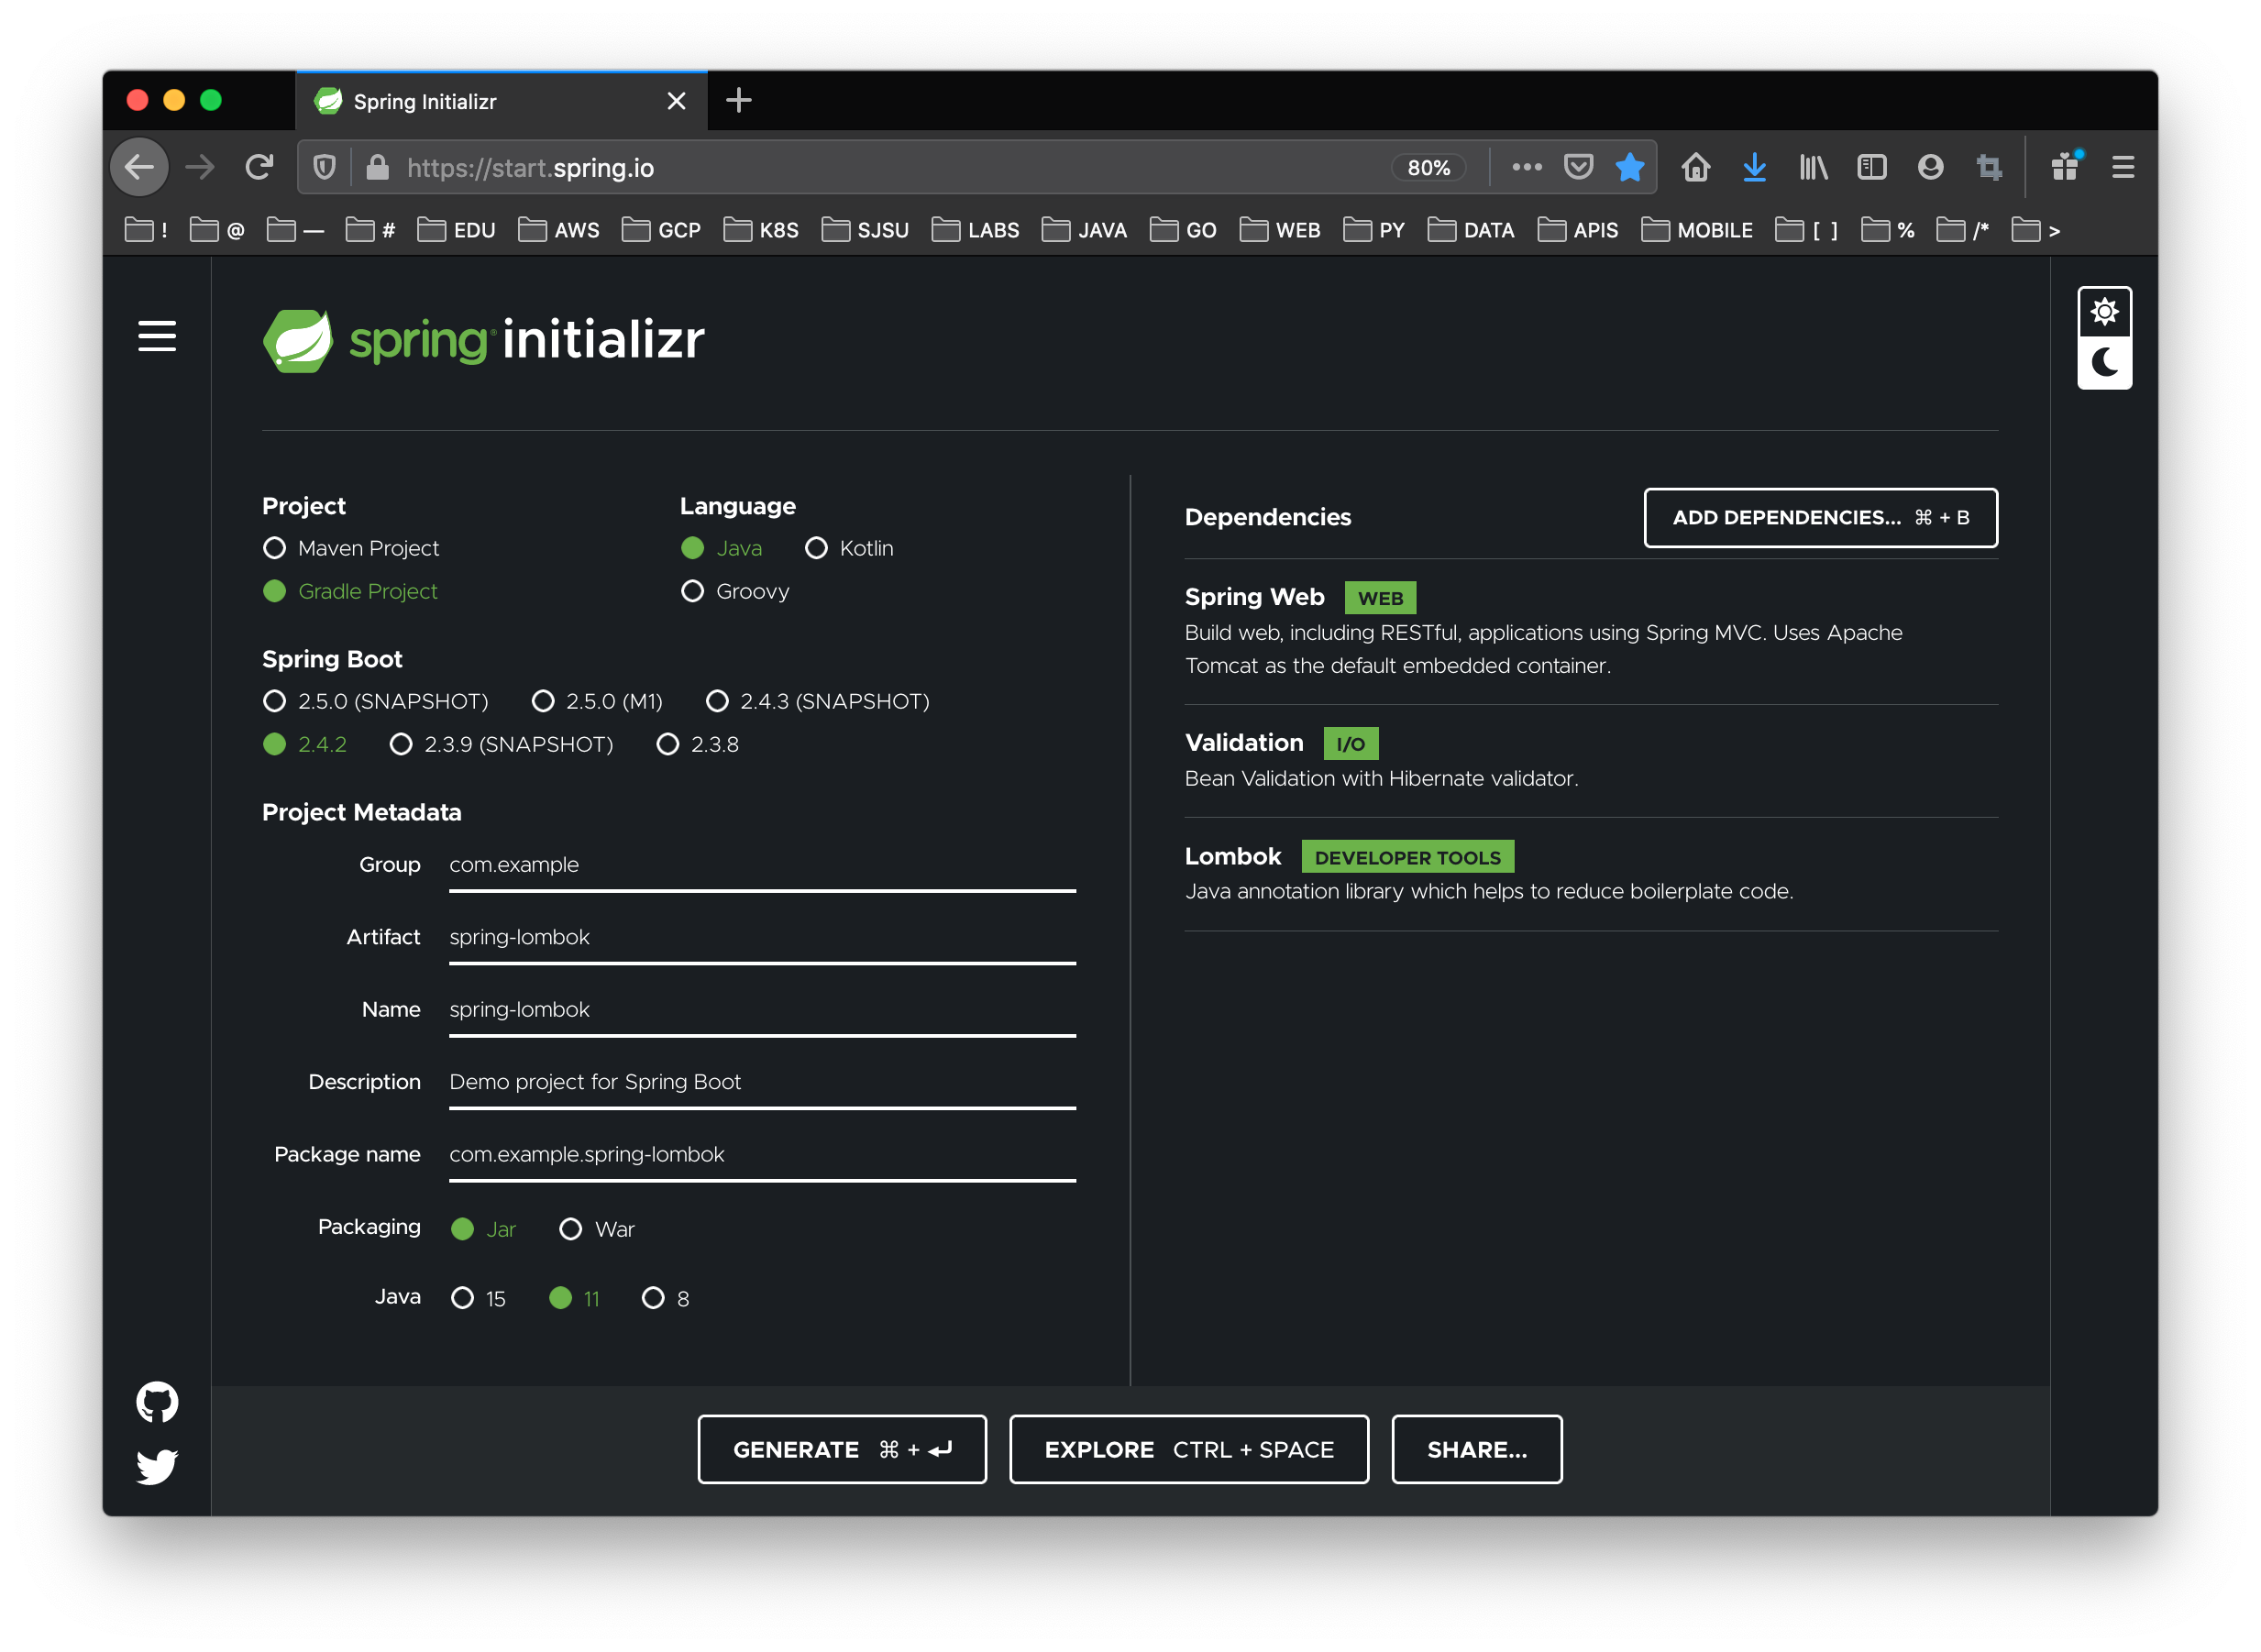 Spring Initializr
https://start.spring.io 80%
! @ — # EDU AWS GCP K8S SJSU LABS JAVA GO WEB PY DATA APIS MOBILE [ ] % /* >
spring initializr
Project
Maven Project
Gradle Project
Language
Java Kotlin
Groovy
Spring Boot
2.5.0 (SNAPSHOT) 2.5.0 (M1) 2.4.3 (SNAPSHOT)
2.4.2 2.3.9 (SNAPSHOT) 2.3.8
Project Metadata
Group com.example
Artifact spring-lombok
Name spring-lombok
Description Demo project for Spring Boot
Package name com.example.spring-lombok
Packaging Jar War
Java 15 11 8
Dependencies ADD DEPENDENCIES... ⌘ + B
Spring Web WEB
Build web, including RESTful, applications using Spring MVC. Uses Apache
Tomcat as the default embedded container.
Validation I/O
Bean Validation with Hibernate validator.
Lombok DEVELOPER TOOLS
Java annotation library which helps to reduce boilerplate code.
GENERATE ⌘ + ⏎ EXPLORE CTRL + SPACE SHARE...